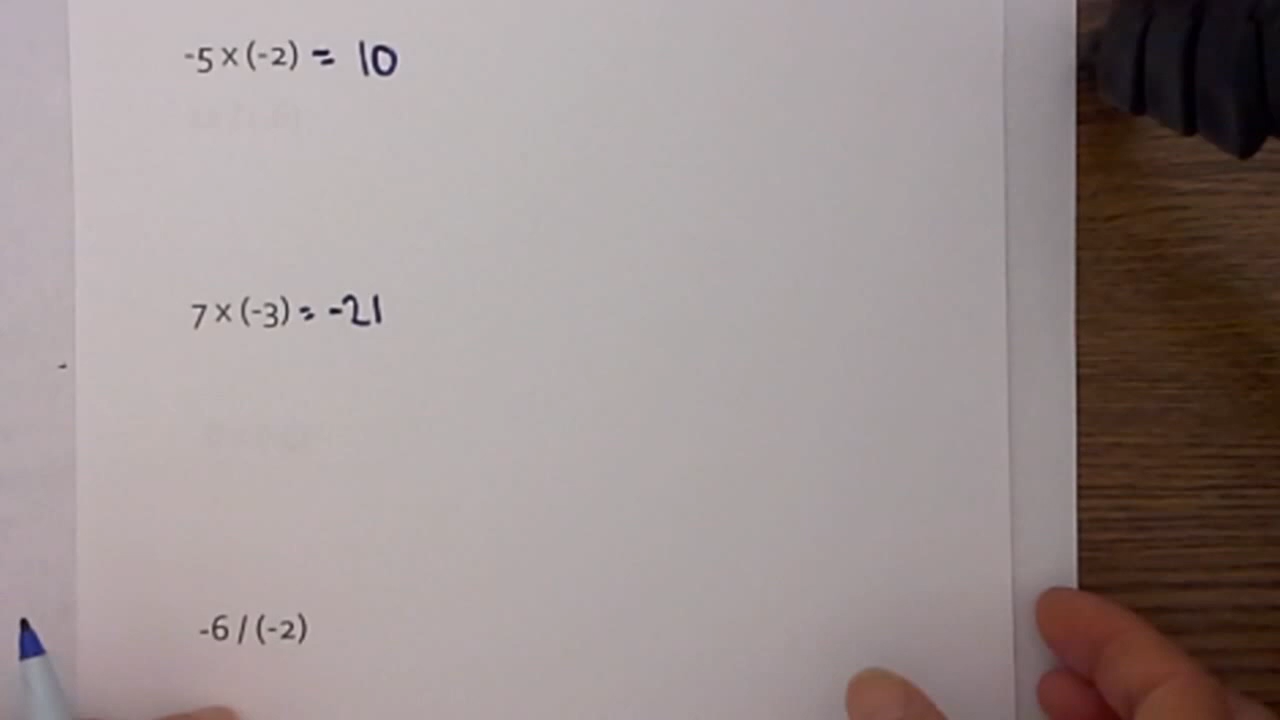 -5 × (-2) = 10
7 × (-3) = -21
-6 / (-2)